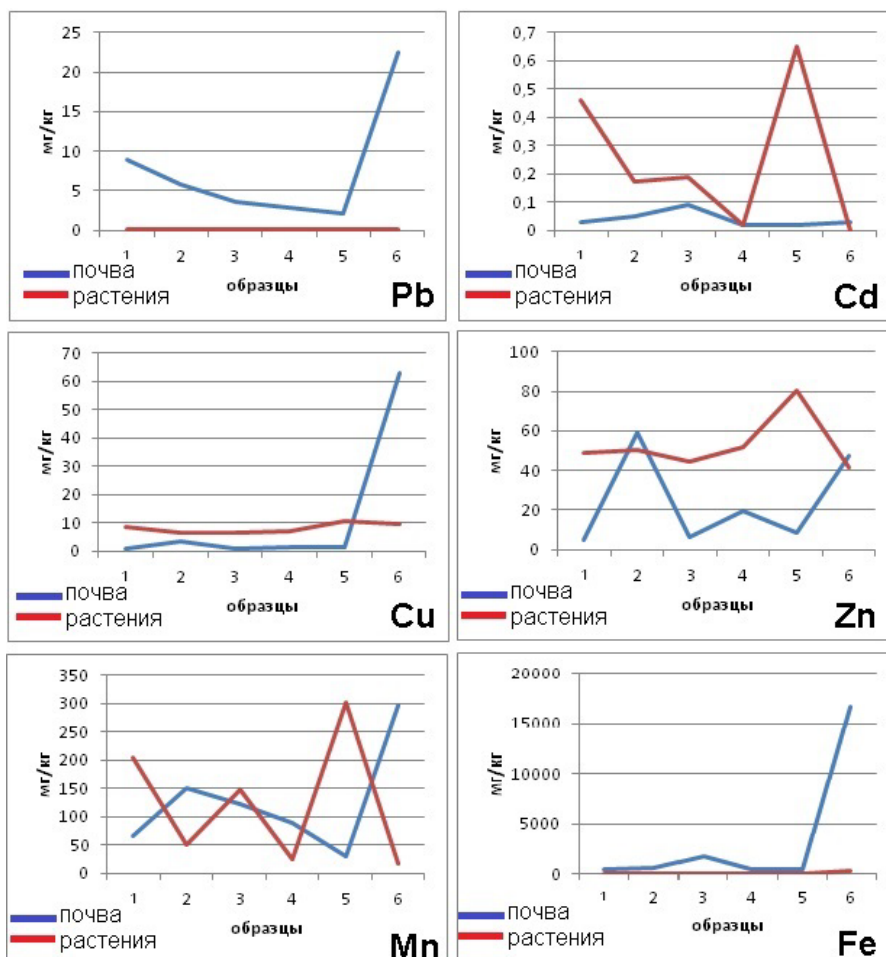 25
20
15
10
5
0
мг/кг
1 2 3 4 5 6
образцы
почва
растения
Pb
0,7
0,6
0,5
0,4
0,3
0,2
0,1
0
мг/кг
1 2 3 4 5 6
образцы
почва
растения
Cd
70
60
50
40
30
20
10
0
мг/кг
1 2 3 4 5 6
образцы
почва
растения
Cu
100
80
60
40
20
0
мг/кг
1 2 3 4 5 6
образцы
почва
растения
Zn
350
300
250
200
150
100
50
0
мг/кг
1 2 3 4 5 6
образцы
почва
растения
Mn
20000
15000
10000
5000
0
мг/кг
1 2 3 4 5 6
образцы
почва
растения
Fe